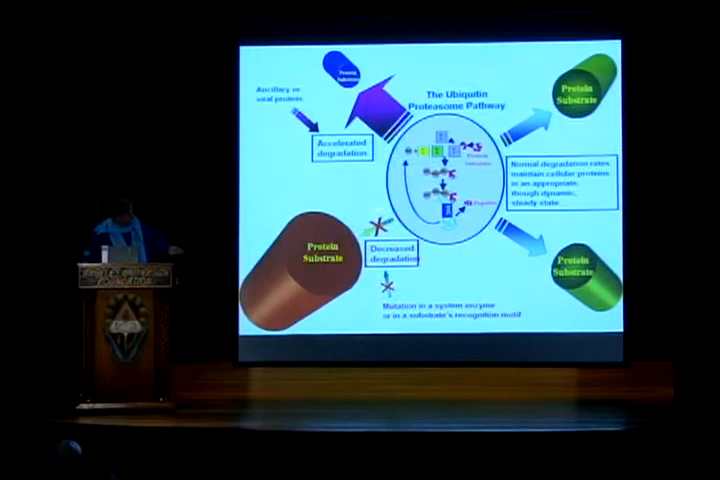 Protein
Substrate
Ancillary or
viral protein
Accelerated
degradation
The Ubiquitin
Proteasome Pathway
Protein
Substrate
Normal degradation rates
maintain cellular proteins
in an appropriate,
though dynamic,
steady state
Protein
Substrate
Decreased
degradation
Protein
Substrate
Mutation in a system enzyme
or in a substrate's recognition motif
FOUNDATION